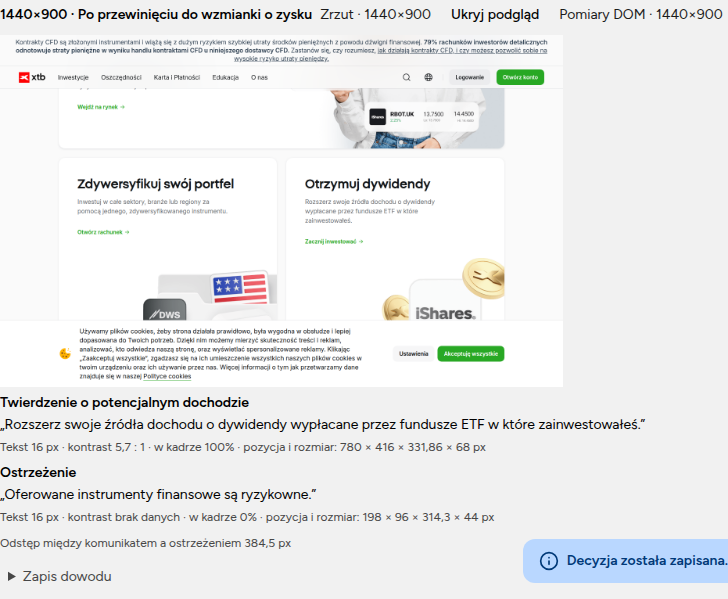 1440×900 · Po przewinięciu do wzmianki o zysku Zrzut · 1440×900 Ukryj podgląd Pomiary DOM · 1440×900
Kontrakty CFD są złożonymi instrumentami i wiążą się z dużym ryzykiem szybkiej utraty środków pieniężnych z powodu dźwigni finansowej. 79% rachunków inwestorów detalicznych
odnotowuje straty pieniężne w wyniku handlu kontraktami CFD u niniejszego dostawcy CFD. Zastanów się, czy rozumiesz, jak działają kontrakty CFD, i czy możesz pozwolić sobie na
wysokie ryzyko utraty pieniędzy.
xtb Inwestycje Oszczędności Karta i Płatności Edukacja O nas Logowanie Otwórz konto
Wejdź na rynek →
iShares RBOT.UK 13.7500 14.4500
Zdywersyfikuj swój portfel
Inwestuj w całe sektory, branże lub regiony za
pomocą jednego, zdywersyfikowanego instrumentu.
Otwórz rachunek →
Otrzymuj dywidendy
Rozszerz swoje źródła dochodu o dywidendy
wypłacane przez fundusze ETF w które
zainwestowałeś.
Zacznij inwestować →
iShares.
Używamy plików cookies, żeby strona działała prawidłowo, była wygodna w obsłudze i lepiej
dopasowana do Twoich potrzeb. Dzięki nim możemy mierzyć skuteczność treści i reklam,
analizować, kto odwiedza naszą stronę, oraz wyświetlać spersonalizowane reklamy. Klikając
„Zaakceptuj wszystkie”, zgadzasz się na ich umieszczenie wszystkich naszych plików cookies w
twoim urządzeniu oraz ich używanie przez nas. Więcej informacji o tym jak przetwarzamy dane
znajduje się w naszej Polityce cookies
Ustawienia Akceptuję wszystkie
Twierdzenie o potencjalnym dochodzie
„Rozszerz swoje źródła dochodu o dywidendy wypłacane przez fundusze ETF w które zainwestowałeś.”
Tekst 16 px · kontrast 5,7 : 1 · w kadrze 100% · pozycja i rozmiar: 780 × 416 × 331,86 × 68 px
Ostrzeżenie
„Oferowane instrumenty finansowe są ryzykowne.”
Tekst 16 px · kontrast brak danych · w kadrze 0% · pozycja i rozmiar: 198 × 96 × 314,3 × 44 px
Odstęp między komunikatem a ostrzeżeniem 384,5 px
Decyzja została zapisana.
Zapis dowodu